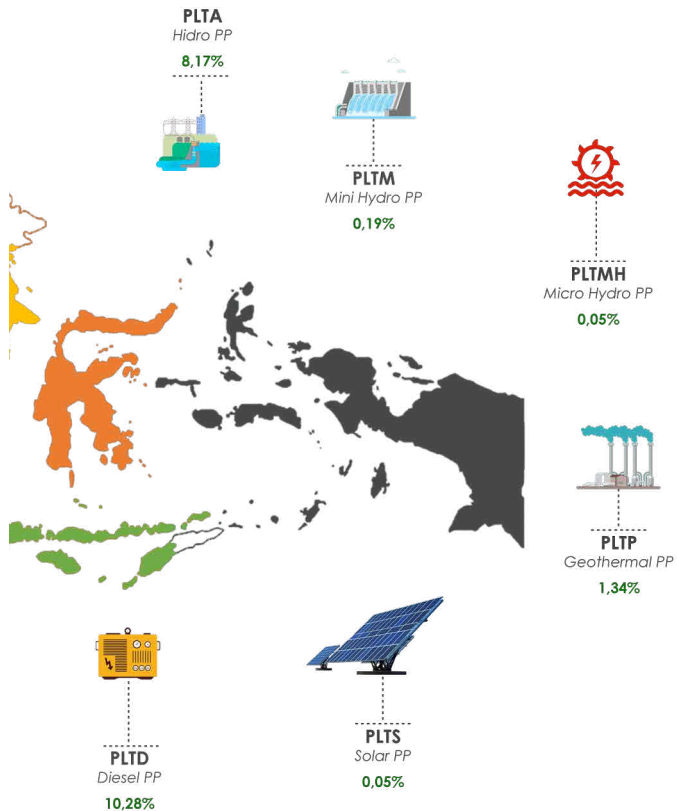 PLTA
Hidro PP
8,17%
PLTM
Mini Hydro PP
0,19%
PLTMH
Micro Hydro PP
0,05%
PLTP
Geothermal PP
1,34%
PLTD
Diesel PP
10,28%
PLTS
Solar PP
0,05%